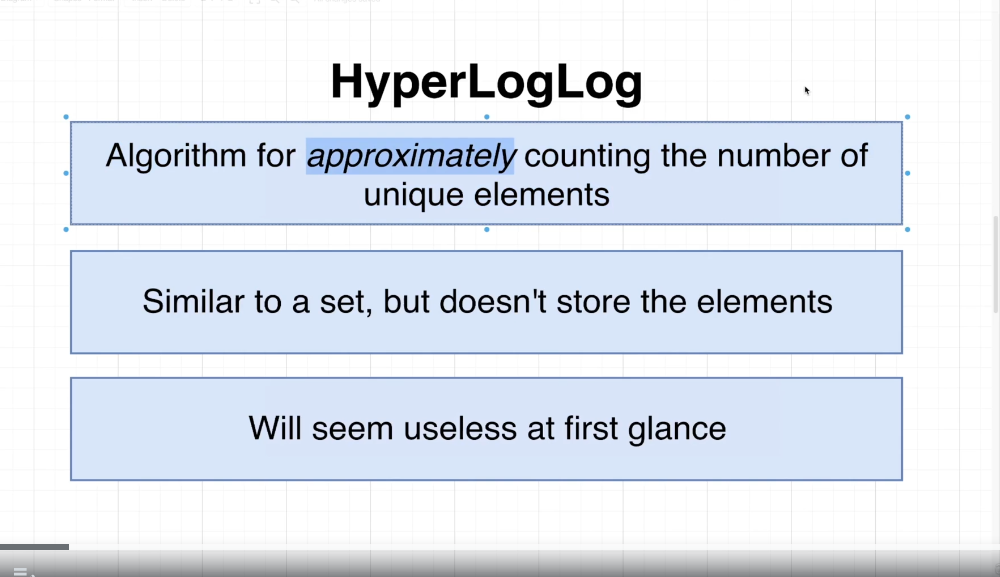 HyperLogLog
Algorithm for approximately counting the number of
unique elements
Similar to a set, but doesn't store the elements
Will seem useless at first glance